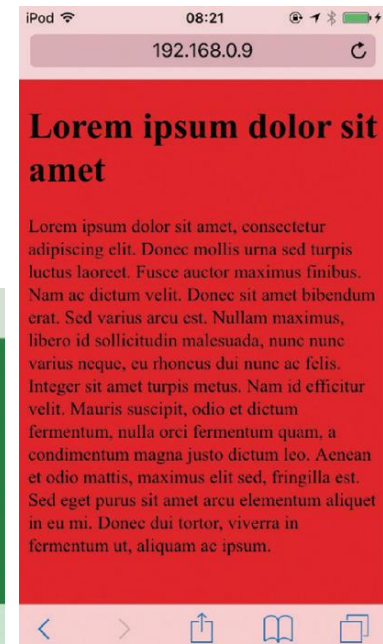 iPod 08:21
192.168.0.9
Lorem ipsum dolor sit
amet
Lorem ipsum dolor sit amet, consectetur
adipiscing elit. Donec mollis urna sed turpis
luctus laoreet. Fusce auctor maximus finibus.
Nam ac dictum velit. Donec sit amet bibendum
erat. Sed varius arcu est. Nullam maximus,
libero id sollicitudin malesuada, nunc nunc
varius neque, eu rhoncus dui nunc ac felis.
Integer sit amet turpis metus. Nam id efficitur
velit. Mauris suscipit, odio et dictum
fermentum, nulla orci fermentum quam, a
condimentum magna justo dictum leo. Aenean
et odio mattis, maximus elit sed, fringilla est.
Sed eget purus sit amet arcu elementum aliquet
in eu mi. Donec dui tortor, viverra in
fermentum ut, aliquam ac ipsum.